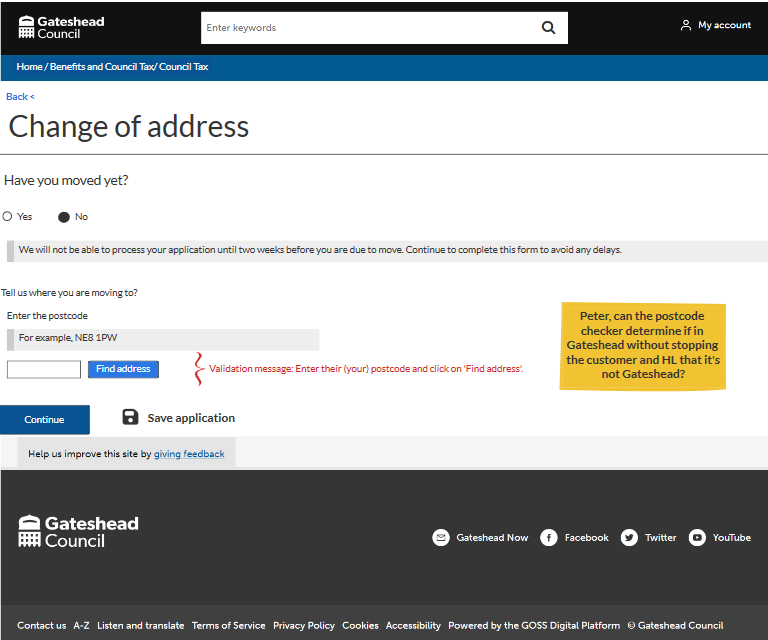 Gateshead
Council
Enter keywords
My account
Home / Benefits and Council Tax/ Council Tax
Back <
Change of address
Have you moved yet?
Yes
No
We will not be able to process your application until two weeks before you are due to move. Continue to complete this form to avoid any delays.
Tell us where you are moving to?
Enter the postcode
For example, NE8 1PW
Find address
Validation message: Enter their (your) postcode and click on 'Find address'.
Peter, can the postcode
checker determine if in
Gateshead without stopping
the customer and HL that it's
not Gateshead?
Continue
Save application
Help us improve this site by giving feedback
Gateshead
Council
Gateshead Now
Facebook
Twitter
YouTube
Contact us A-Z Listen and translate Terms of Service Privacy Policy Cookies Accessibility Powered by the GOSS Digital Platform © Gateshead Council